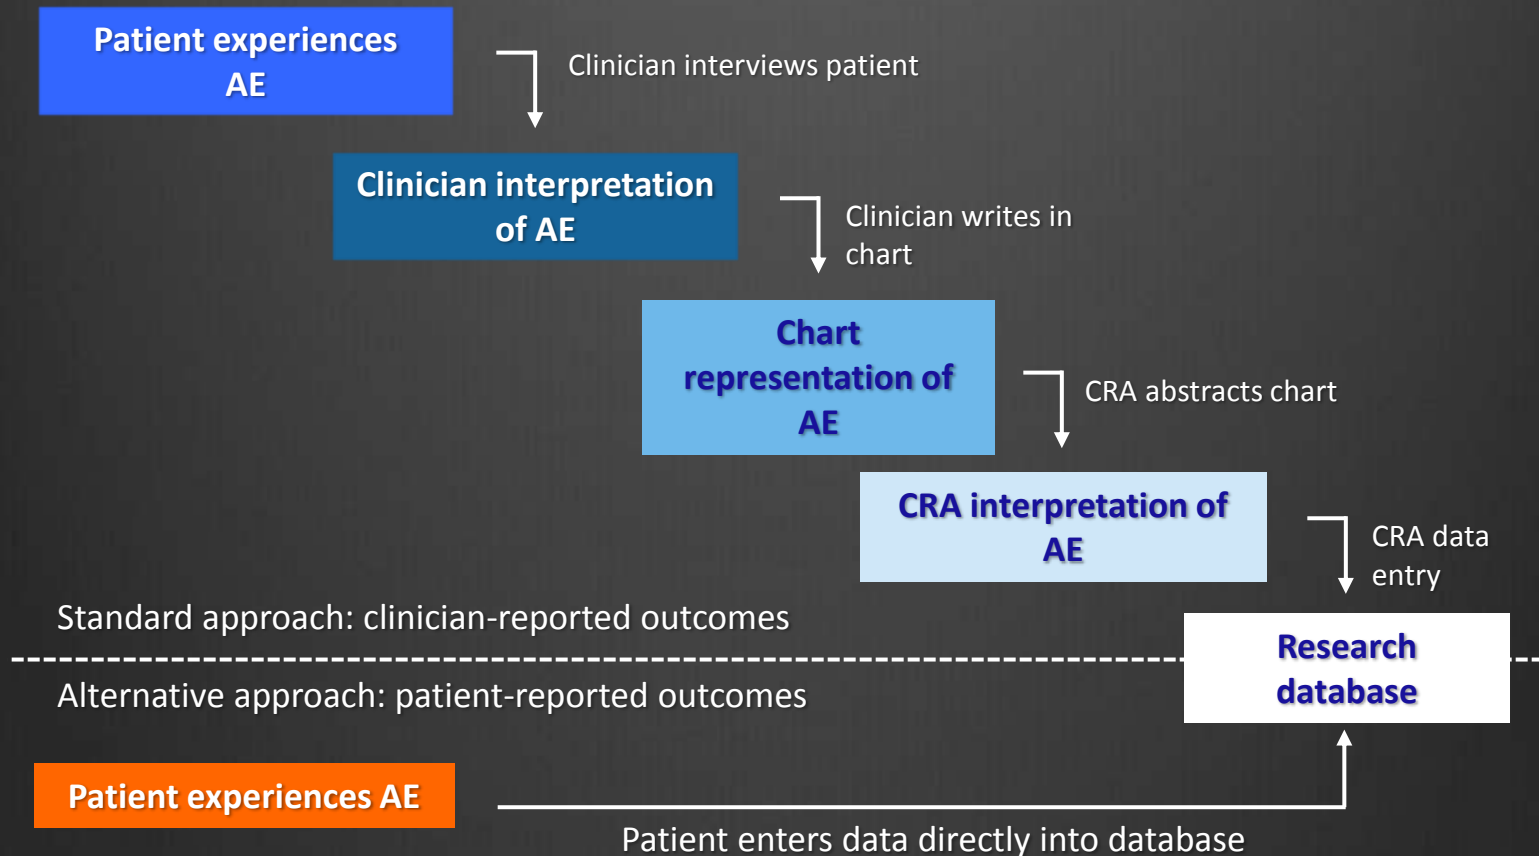 Patient experiences
AE
Clinician interviews patient
Clinician interpretation
of AE
Clinician writes in
chart
Chart
representation of
AE
CRA abstracts chart
CRA interpretation of
AE
CRA data
entry
Standard approach: clinician-reported outcomes
Research
database
Alternative approach: patient-reported outcomes
Patient experiences AE
Patient enters data directly into database